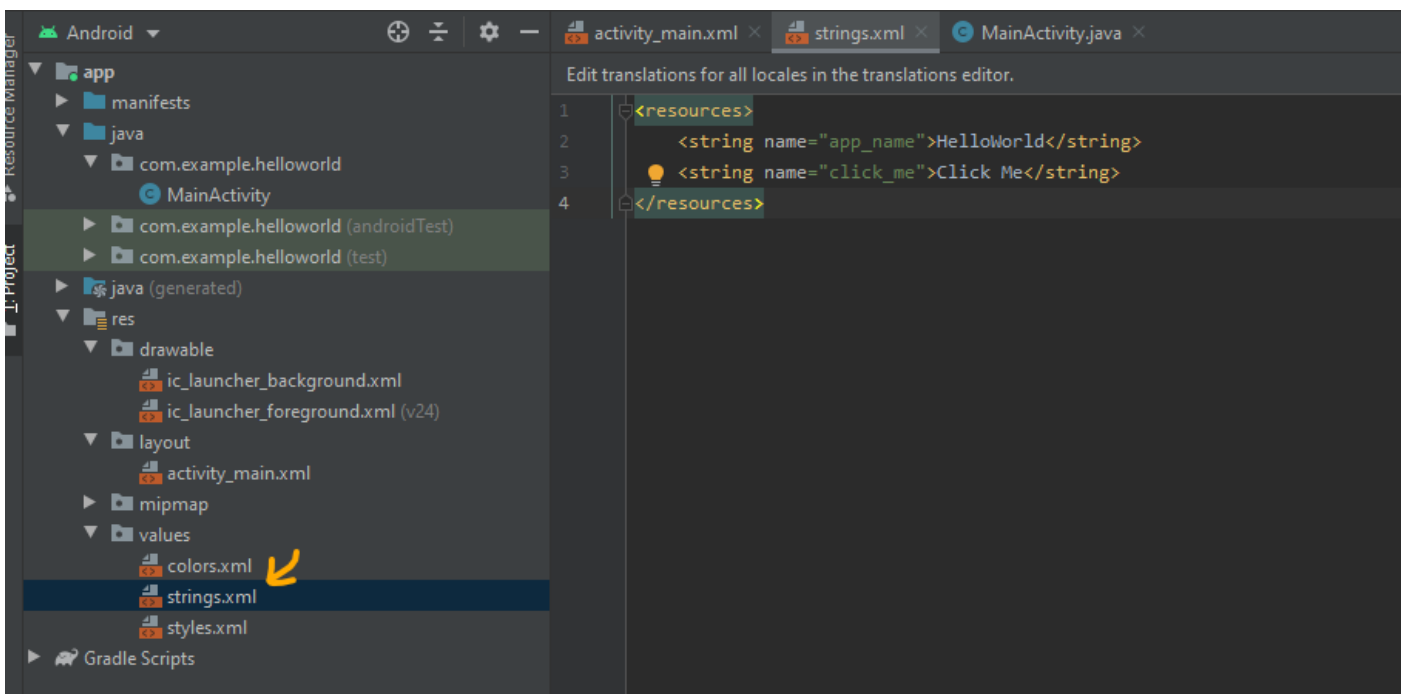 Android
activity_main.xml
strings.xml
MainActivity.java
Resource Manager
1: Project
app
manifests
java
com.example.helloworld
MainActivity
com.example.helloworld (androidTest)
com.example.helloworld (test)
java (generated)
res
drawable
ic_launcher_background.xml
ic_launcher_foreground.xml (v24)
layout
activity_main.xml
mipmap
values
colors.xml
strings.xml
styles.xml
Gradle Scripts
Edit translations for all locales in the translations editor.
1 <resources>
2 <string name="app_name">HelloWorld</string>
3 <string name="click_me">Click Me</string>
4 </resources>